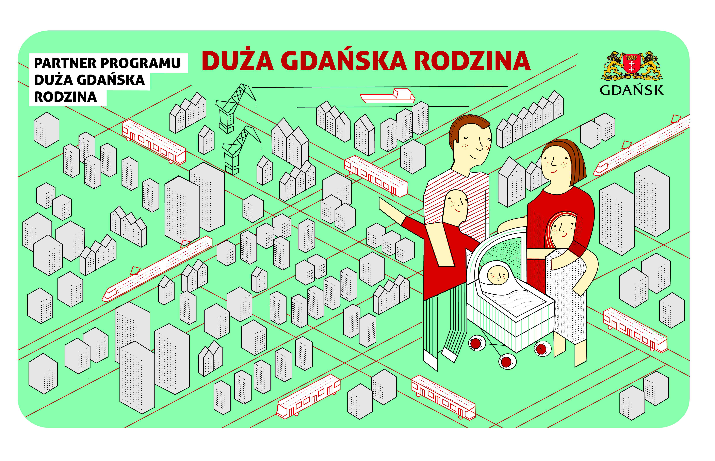 PARTNER PROGRAMU
DUŻA GDAŃSKA
RODZINA
DUŻA GDAŃSKA RODZINA
GDAŃSK